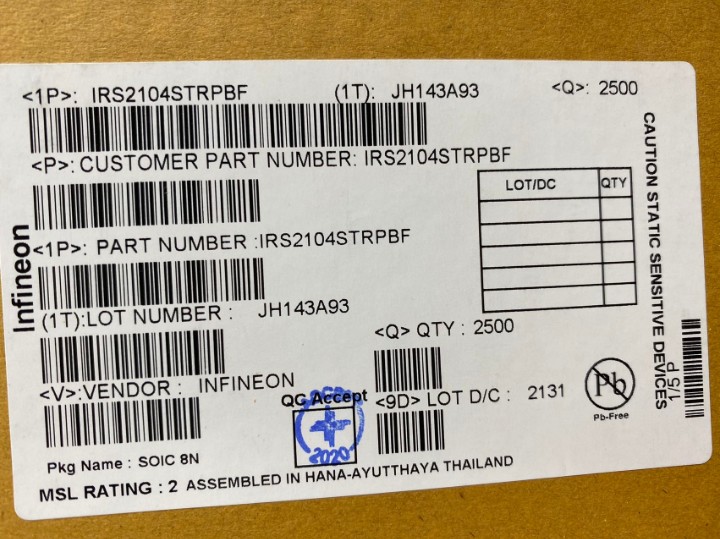 <1P>: IRS2104STRPBF (1T): JH143A93 <Q>: 2500
<P>: CUSTOMER PART NUMBER: IRS2104STRPBF
LOT/DC QTY
<1P>: PART NUMBER :IRS2104STRPBF
(1T):LOT NUMBER : JH143A93
<Q> QTY : 2500
<V>:VENDOR : INFINEON
QC Accept
<9D> LOT D/C : 2131
Pb
Pb-Free
2020
Pkg Name : SOIC 8N
MSL RATING : 2 ASSEMBLED IN HANA-AYUTTHAYA THAILAND
Infineon
CAUTION STATIC SENSITIVE DEVICES
1/5 P